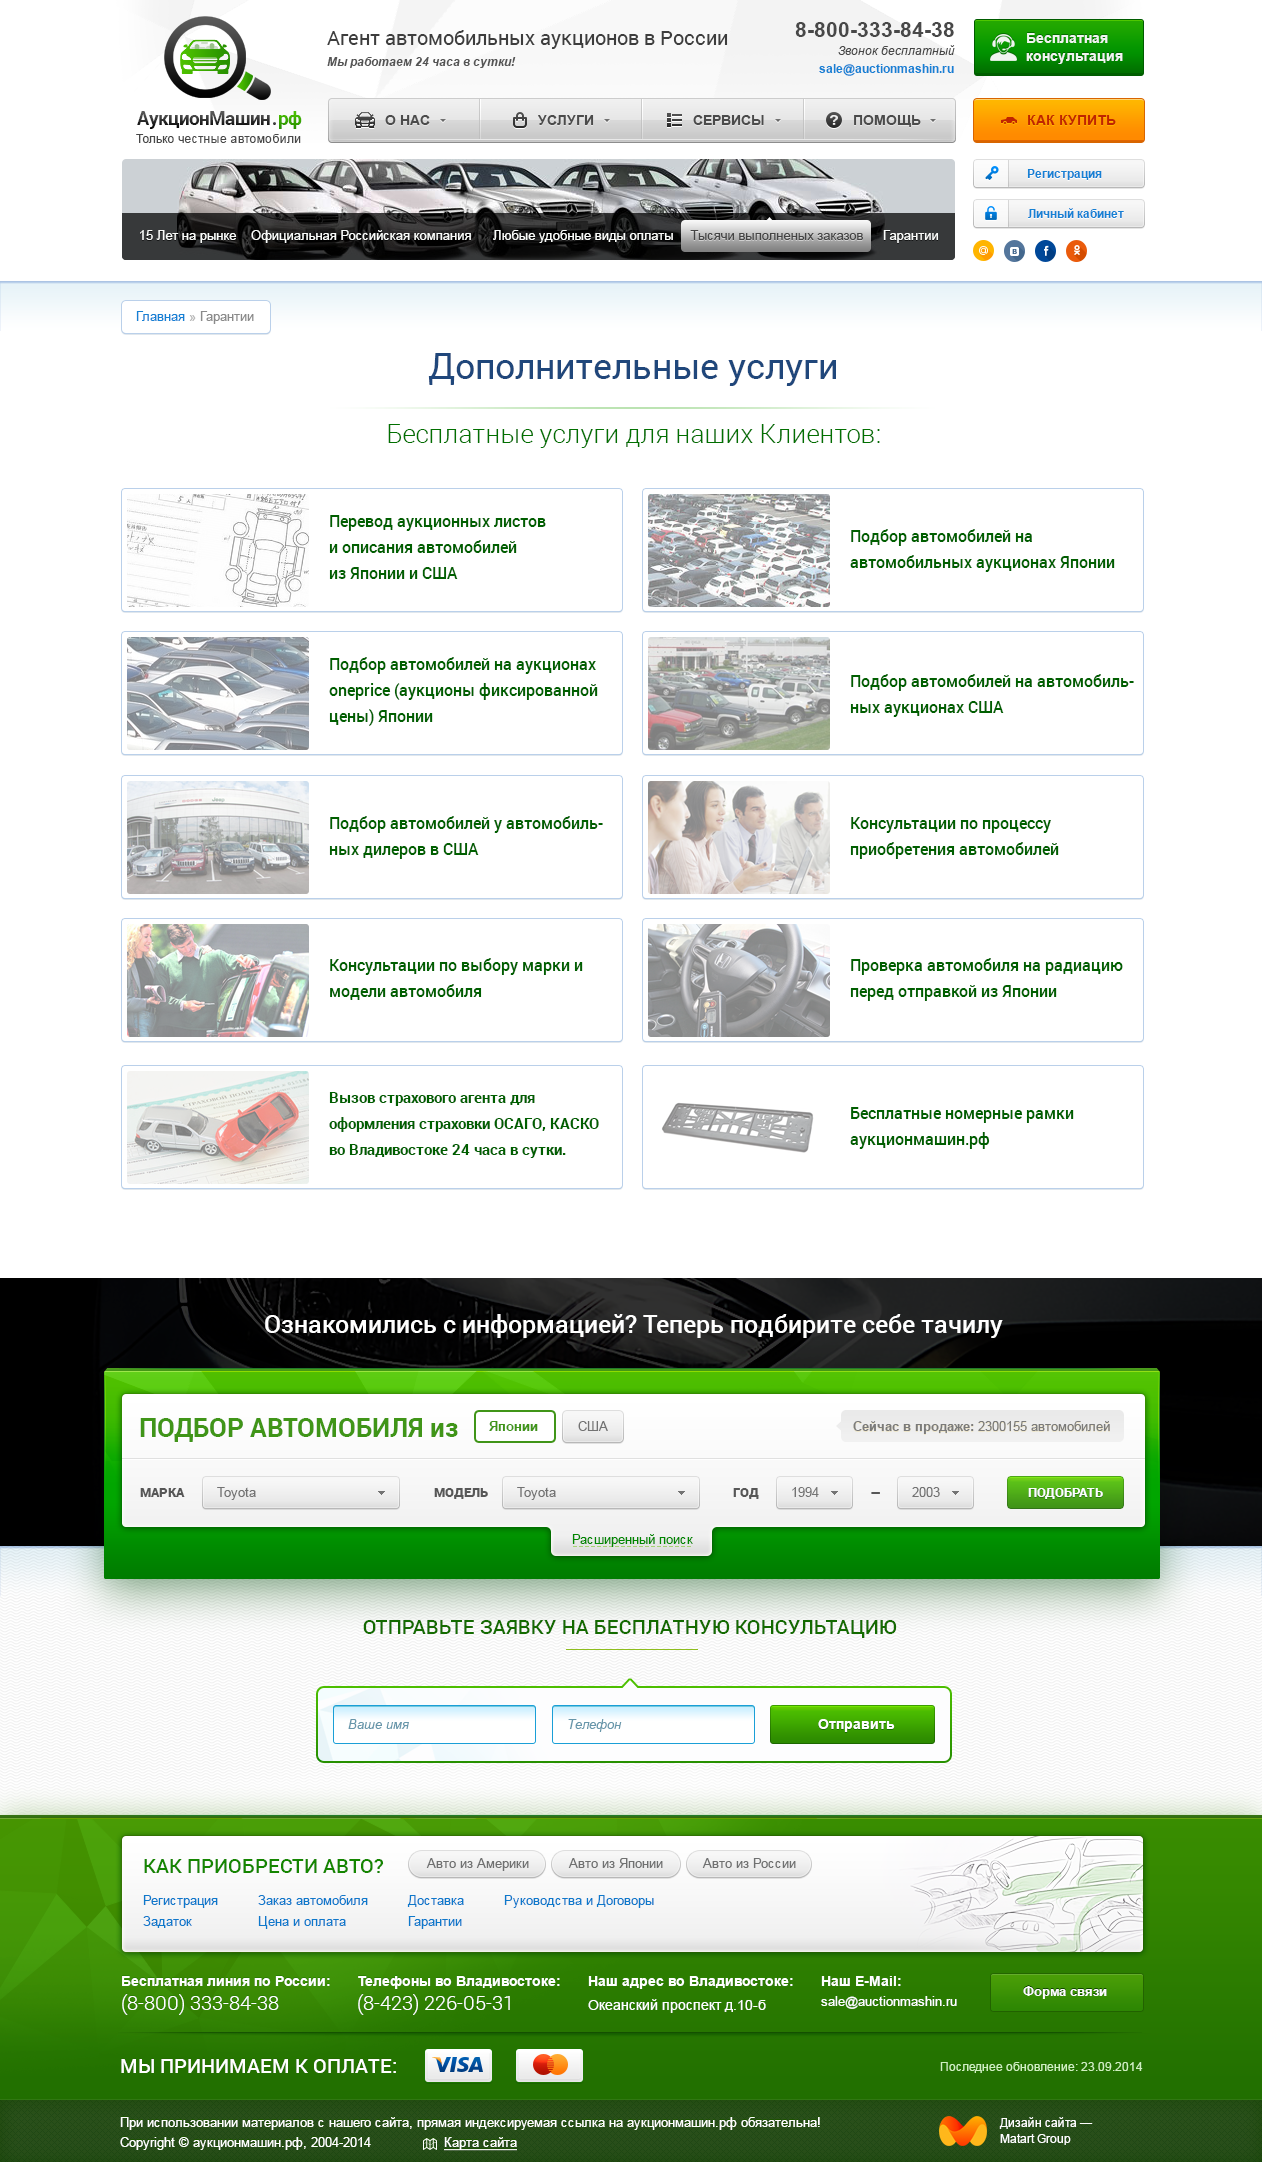 АукционМашин.рф
Только честные автомобили
Агент автомобильных аукционов в России
Мы работаем 24 часа в сутки!
8-800-333-84-38
Звонок бесплатный
sale@auctionmashin.ru
Бесплатная
консультация
О НАС
УСЛУГИ
СЕРВИСЫ
ПОМОЩЬ
КАК КУПИТЬ
Регистрация
Личный кабинет
15 Лет на рынке
Официальная Российская компания
Любые удобные виды оплаты
Тысячи выполненых заказов
Гарантии
Главная » Гарантии
Дополнительные услуги
Бесплатные услуги для наших Клиентов:
Перевод аукционных листов
и описания автомобилей
из Японии и США
Подбор автомобилей на
автомобильных аукционах Японии
Подбор автомобилей на аукционах
oneprice (аукционы фиксированной
цены) Японии
Подбор автомобилей на автомобиль-
ных аукционах США
Подбор автомобилей у автомобиль-
ных дилеров в США
Консультации по процессу
приобретения автомобилей
Консультации по выбору марки и
модели автомобиля
Проверка автомобиля на радиацию
перед отправкой из Японии
Вызов страхового агента для
оформления страховки ОСАГО, КАСКО
во Владивостоке 24 часа в сутки.
Бесплатные номерные рамки
аукционмашин.рф
Ознакомились с информацией? Теперь подбирите себе тачилу
ПОДБОР АВТОМОБИЛЯ из
Японии
США
Сейчас в продаже: 2300155 автомобилей
МАРКА
Toyota
МОДЕЛЬ
Toyota
ГОД
1994
–
2003
ПОДОБРАТЬ
Расширенный поиск
ОТПРАВЬТЕ ЗАЯВКУ НА БЕСПЛАТНУЮ КОНСУЛЬТАЦИЮ
Ваше имя
Телефон
Отправить
КАК ПРИОБРЕСТИ АВТО?
Авто из Америки
Авто из Японии
Авто из России
Регистрация
Заказ автомобиля
Доставка
Руководства и Договоры
Задаток
Цена и оплата
Гарантии
Бесплатная линия по России:
(8-800) 333-84-38
Телефоны во Владивостоке:
(8-423) 226-05-31
Наш адрес во Владивостоке:
Океанский проспект д.10-б
Наш E-Mail:
sale@auctionmashin.ru
Форма связи
МЫ ПРИНИМАЕМ К ОПЛАТЕ:
VISA
Последнее обновление: 23.09.2014
При использовании материалов с нашего сайта, прямая индексируемая ссылка на аукционмашин.рф обязательна!
Copyright © аукционмашин.рф, 2004-2014
Карта сайта
Дизайн сайта —
Matart Group